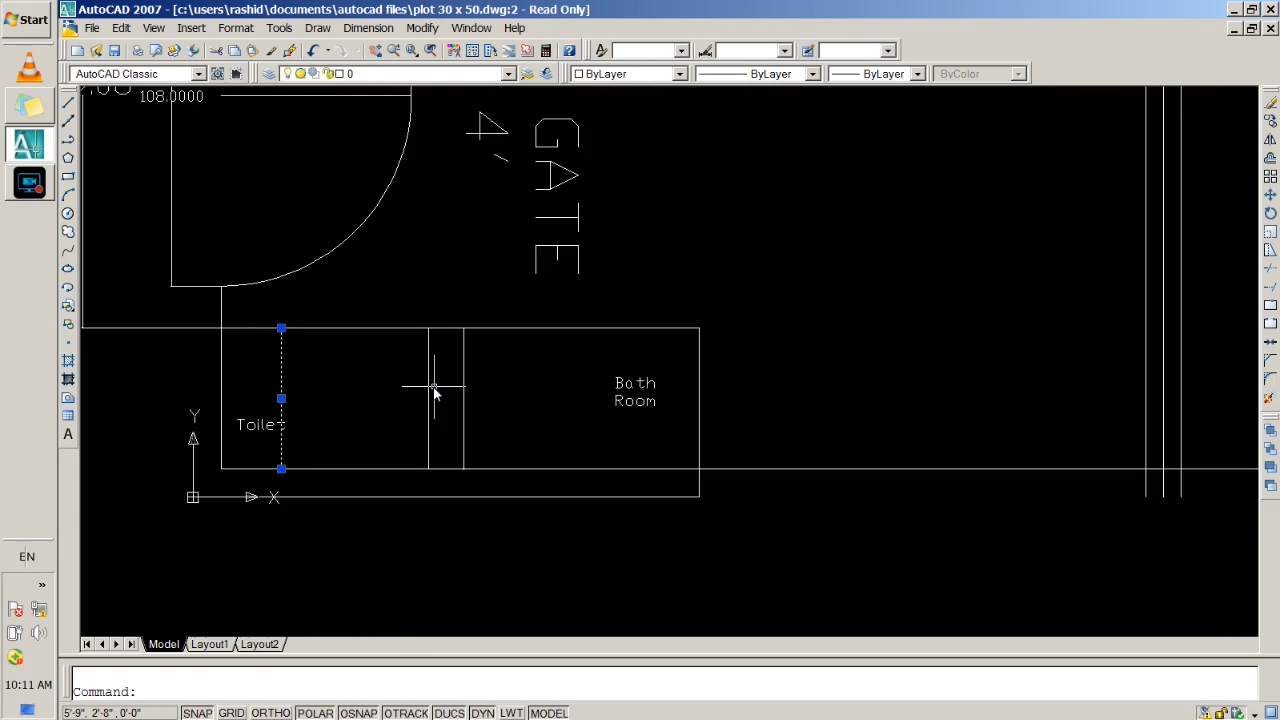 Start
AutoCAD 2007 - [c:\users\rashid\documents\autocad files\plot 30 x 50.dwg:2 - Read Only]
File Edit View Insert Format Tools Draw Dimension Modify Window Help
AutoCAD Classic
0
ByLayer
ByLayer
ByLayer
ByColor
108.0000
4'
GATE
Bath
Room
Toilet
Y
X
EN
»
10:11 AM
Model Layout1 Layout2
Command:
5'-9", 2'-8", 0'-0"
SNAP GRID ORTHO POLAR OSNAP OTRACK DUCS DYN LWT MODEL